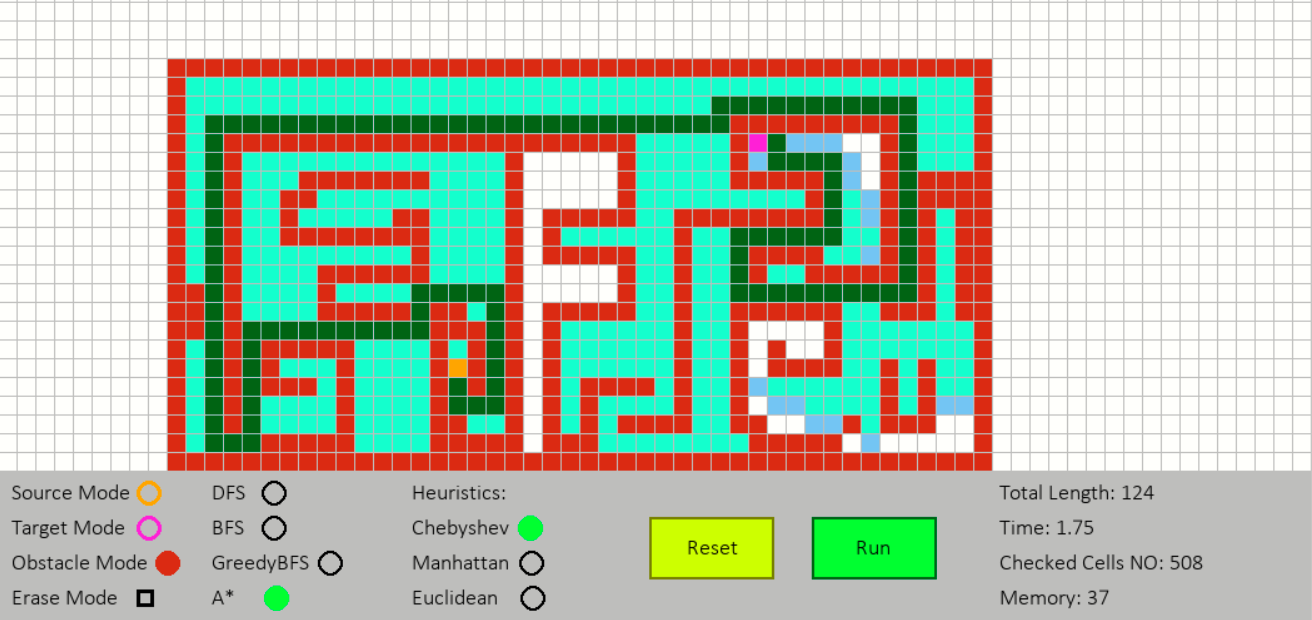 Source Mode DFS Heuristics: Total Length: 124
Target Mode BFS Chebyshev Reset Run Time: 1.75
Obstacle Mode GreedyBFS Manhattan Checked Cells NO: 508
Erase Mode A* Euclidean Memory: 37